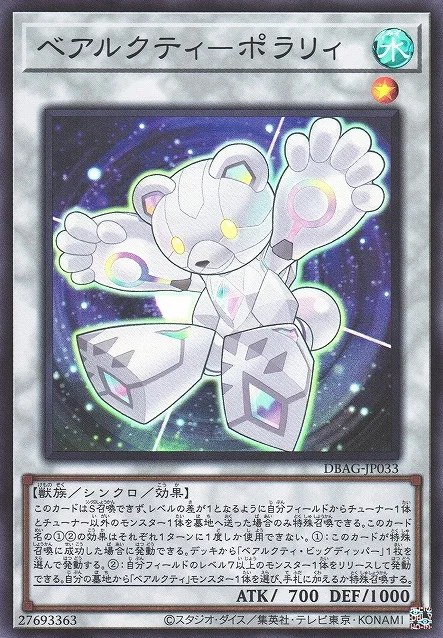 ベアルクティ－ポラリィ
水
DBAG-JP033
【獣族／シンクロ／効果】
このカードはS召喚できず、レベルの差が1となるように自分フィールドからチューナー1体
とチューナー以外のモンスター1体を墓地へ送った場合のみ特殊召喚できる。このカード
名の①②の効果はそれぞれ1ターンに1度しか使用できない。①：このカードが特殊
召喚に成功した場合に発動できる。デッキから「ベアルクティ・ビッグディッパー」1枚を
選んで発動する。②：自分フィールドのレベル7以上のモンスター1体をリリースして発動
できる。自分の墓地から「ベアルクティ」モンスター1体を選び、手札に加えるか特殊召喚する。
ATK/ 700 DEF/1000
27693363
©スタジオ・ダイス／集英社・テレビ東京・KONAMI